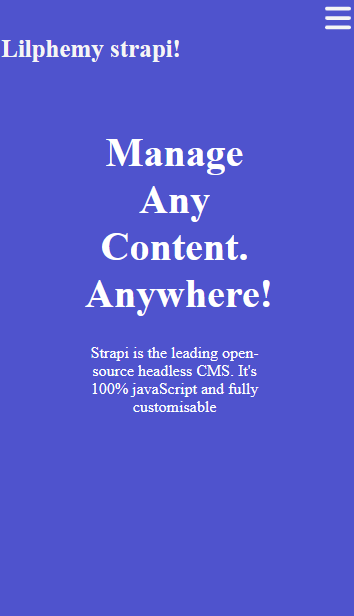 Lilphemy strapi!
Manage
Any
Content.
Anywhere!
Strapi is the leading open-
source headless CMS. It's
100% javaScript and fully
customisable